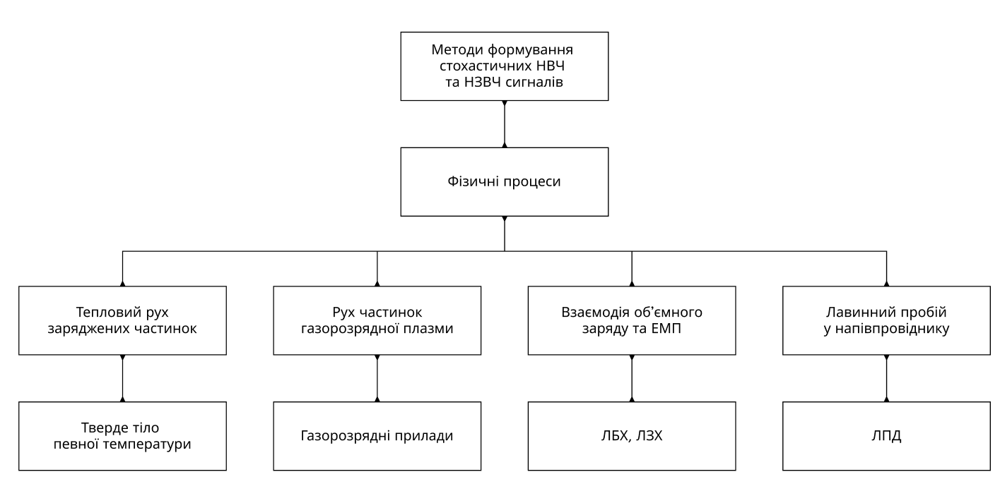 Методи формування
стохастичних НВЧ
та НЗВЧ сигналів
Фізичні процеси
Тепловий рух
заряджених частинок
Рух частинок
газорозрядної плазми
Взаємодія об’ємного
заряду та ЕМП
Лавинний пробій
у напівпровіднику
Тверде тіло
певної температури
Газорозрядні прилади
ЛБХ, ЛЗХ
ЛПД